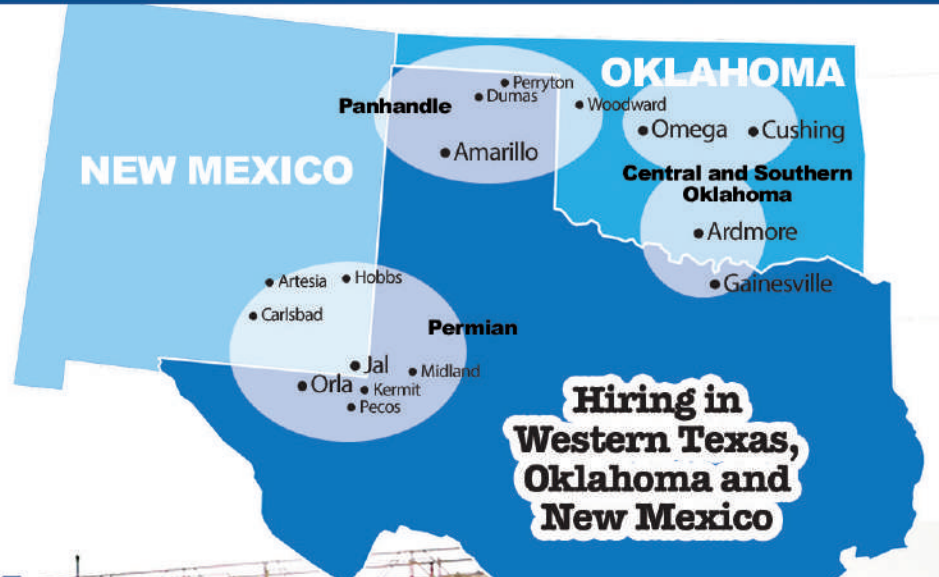 OKLAHOMA
Perryton
Dumas
Panhandle
Woodward
Omega
Cushing
Amarillo
NEW MEXICO
Central and Southern
Oklahoma
Ardmore
Gainesville
Artesia
Hobbs
Carlsbad
Permian
Jal
Midland
Orla
Kermit
Pecos
Hiring in
Western Texas,
Oklahoma and
New Mexico